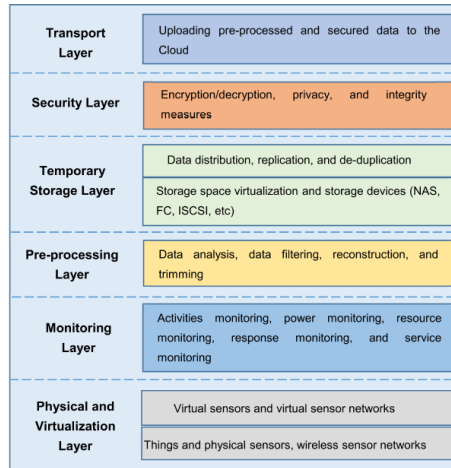 Transport
Layer
Uploading pre-processed and secured data to the
Cloud
Security Layer
Encryption/decryption, privacy, and integrity
measures
Temporary
Storage Layer
Data distribution, replication, and de-duplication
Storage space virtualization and storage devices (NAS,
FC, ISCSI, etc)
Pre-processing
Layer
Data analysis, data filtering, reconstruction, and
trimming
Monitoring
Layer
Activities monitoring, power monitoring, resource
monitoring, response monitoring, and service
monitoring
Physical and
Virtualization
Layer
Virtual sensors and virtual sensor networks
Things and physical sensors, wireless sensor networks